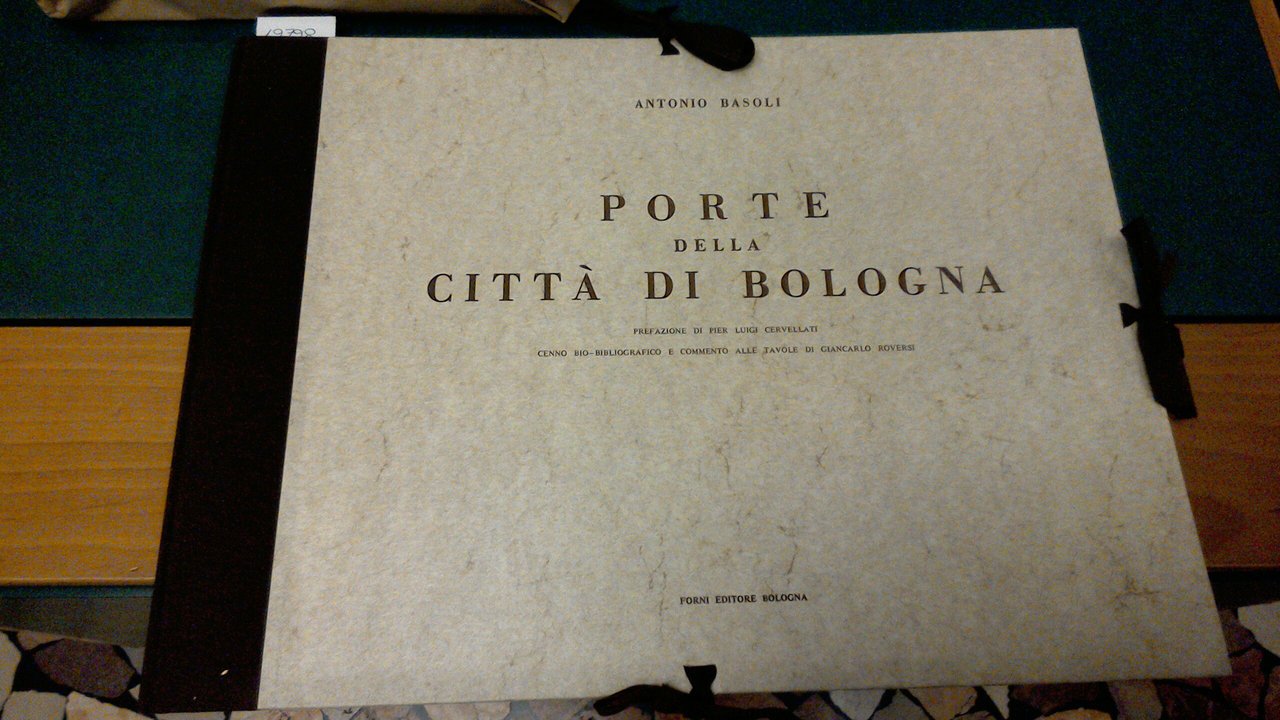 19798
ANTONIO BASOLI
PORTE
DELLA
CITTÀ DI BOLOGNA
PREFAZIONE DI PIER LUIGI CERVELLATI
CENNO BIO-BIBLIOGRAFICO E COMMENTO ALLE TAVOLE DI GIANCARLO ROVERSI
FORNI EDITORE BOLOGNA